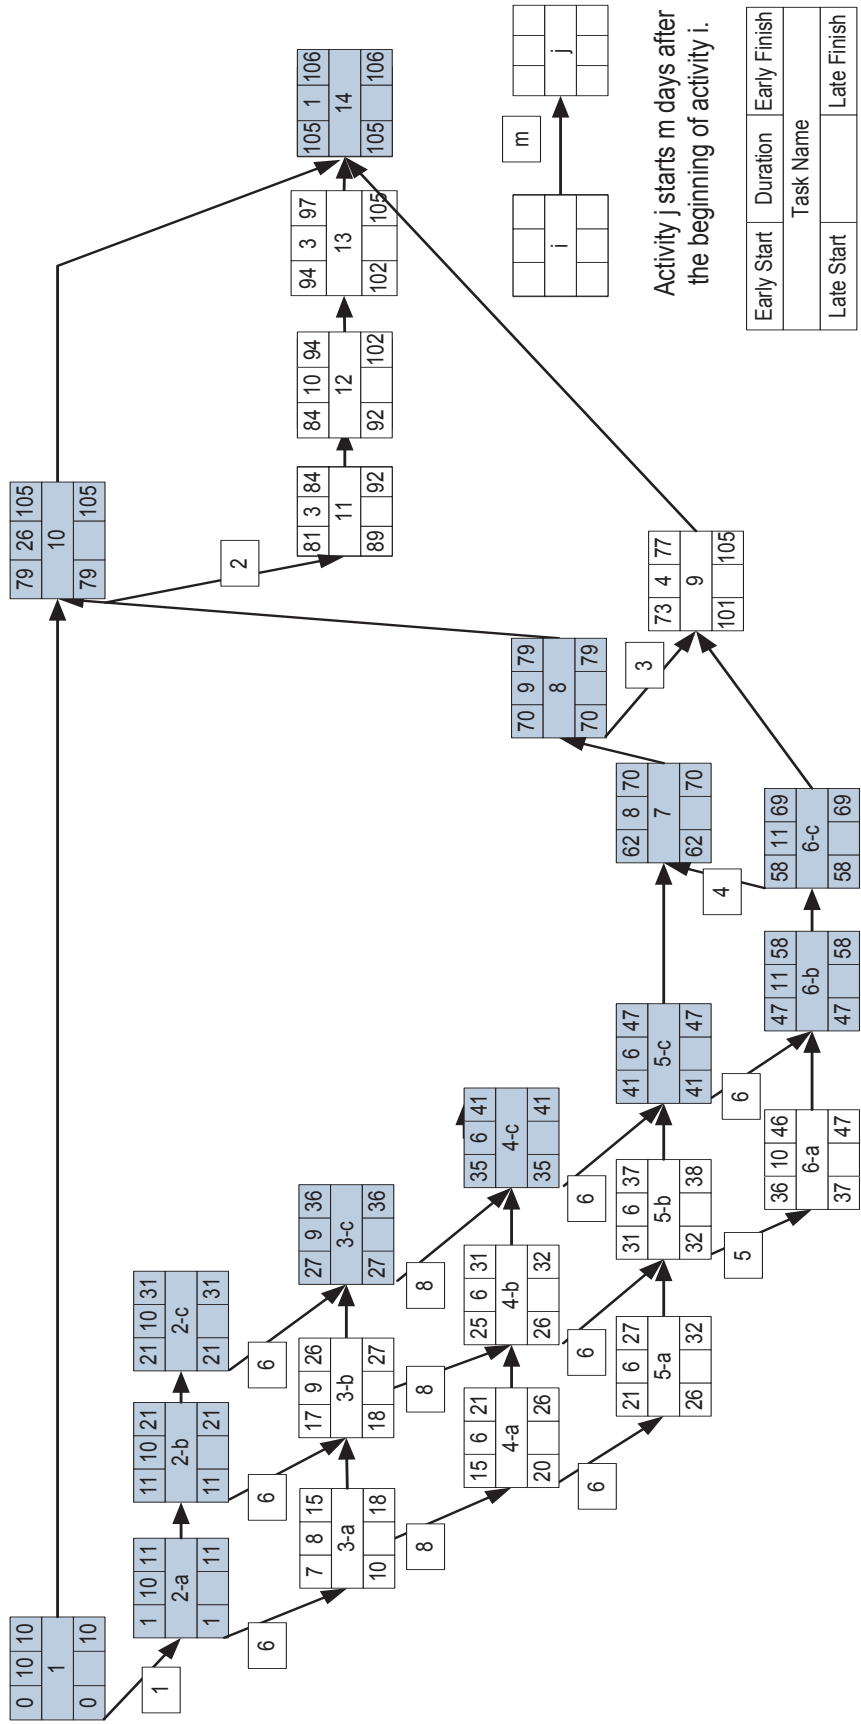 0 10 10
1
0 10
1
1 10 11
2-a
1 11
11 10 21
2-b
11 21
21 10 31
2-c
21 31
6
6
6
7 8 15
3-a
10 18
17 9 26
3-b
18 27
27 9 36
3-c
27 36
8
8
8
15 6 21
4-a
20 26
25 6 31
4-b
26 32
35 6 41
4-c
35 41
6
6
6
21 6 27
5-a
26 32
31 6 37
5-b
32 38
41 6 47
5-c
41 47
5
6
36 10 46
6-a
37 47
47 11 58
6-b
47 58
58 11 69
6-c
58 69
4
62 8 70
7
62 70
70 9 79
8
70 79
3
73 4 77
9
101 105
79 26 105
10
79 105
2
81 3 84
11
89 92
84 10 94
12
92 102
94 3 97
13
102 105
105 1 106
14
105 106
m
i
j
Activity j starts m days after
the beginning of activity i.
Early Start Duration Early Finish
Task Name
Late Start Late Finish